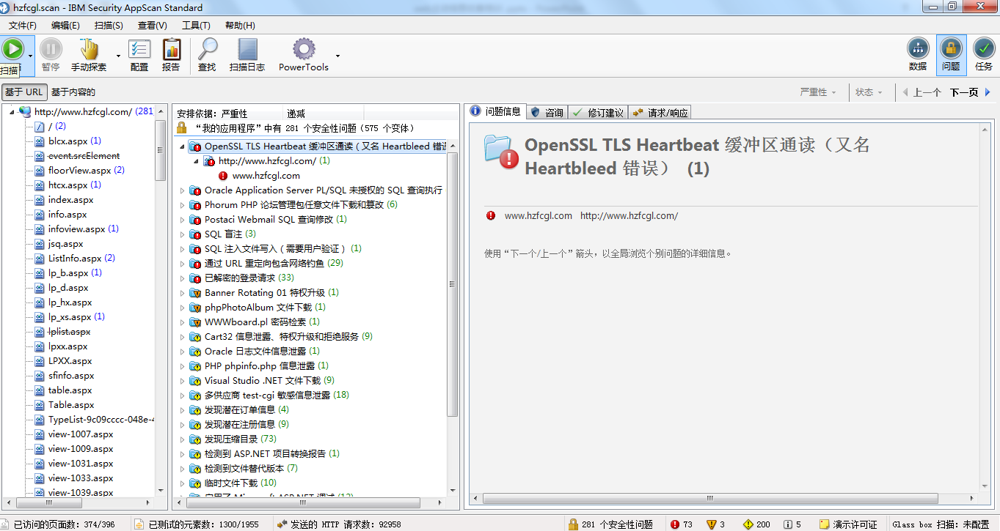 hzfcgl.scan - IBM Security AppScan Standard
文件(F) 编辑(E) 扫描(S) 查看(V) 工具(T) 帮助(H)
扫描 暂停 手动探索 配置 报告 查找 扫描日志 PowerTools 数据 问题 任务
基于 URL 基于内容的
严重性 状态 上一个 下一页
http://www.hzfcgl.com/ (281
/ (2)
blcx.aspx (1)
event.srcElement
floorView.aspx (2)
htcx.aspx (1)
index.aspx
info.aspx
infoview.aspx (1)
jsq.aspx
ListInfo.aspx (2)
lp_b.aspx (1)
lp_d.aspx
lp_hx.aspx
lp_xs.aspx (1)
lplist.aspx
lpxx.aspx
LPXX.aspx
sfinfo.aspx
table.aspx
Table.aspx
TypeList-9c09cccc-048e-4
view-1007.aspx
view-1009.aspx
view-1031.aspx
view-1033.aspx
view-1039.aspx
安排依据: 严重性 递减
“我的应用程序”中有 281 个安全性问题（575 个变体）
OpenSSL TLS Heartbeat 缓冲区通读（又名 Heartbleed 错误
http://www.hzfcgl.com/ (1)
www.hzfcgl.com
Oracle Application Server PL/SQL 未授权的 SQL 查询执行
Phorum PHP 论坛管理包任意文件下载和篡改 (6)
Postaci Webmail SQL 查询修改 (1)
SQL 盲注 (3)
SQL 注入文件写入（需要用户验证） (1)
通过 URL 重定向包含网络钓鱼 (29)
已解密的登录请求 (33)
Banner Rotating 01 特权升级 (1)
phpPhotoAlbum 文件下载 (1)
WWWboard.pl 密码检索 (1)
Cart32 信息泄露、特权升级和拒绝服务 (9)
Oracle 日志文件信息泄露 (1)
PHP phpinfo.php 信息泄露 (1)
Visual Studio .NET 文件下载 (9)
多供应商 test-cgi 敏感信息泄露 (18)
发现潜在订单信息 (4)
发现潜在注册信息 (9)
发现压缩目录 (73)
检测到 ASP.NET 项目转换报告 (1)
检测到文件替代版本 (7)
临时文件下载 (10)
启用了 Microsoft ASP.NET 调试 (12)
问题信息 咨询 修订建议 请求/响应
OpenSSL TLS Heartbeat 缓冲区通读（又名
Heartbleed 错误） (1)
www.hzfcgl.com http://www.hzfcgl.com/
使用“下一个/上一个”箭头，以全局浏览个别问题的详细信息。
已访问的页面数: 374/396 已测试的元素数: 1300/1955 发送的 HTTP 请求数: 92958 281 个安全性问题 73 3 200 5 演示许可证 Glass box 扫描: 未配置